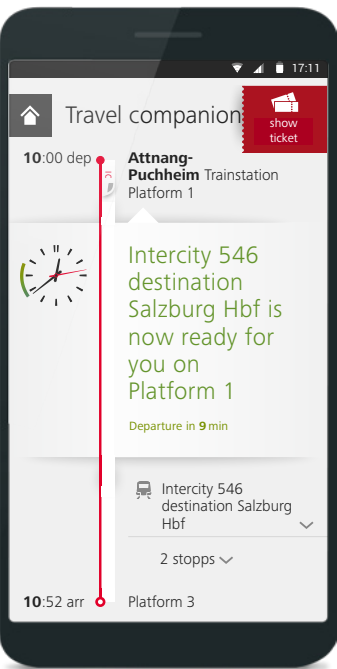 17:11
Travel companion
show
ticket
10:00 dep
Attnang-
Puchheim Trainstation
Platform 1
IC
Intercity 546
destination
Salzburg Hbf is
now ready for
you on
Platform 1
Departure in 9 min
Intercity 546
destination Salzburg
Hbf
2 stopps
10:52 arr
Platform 3